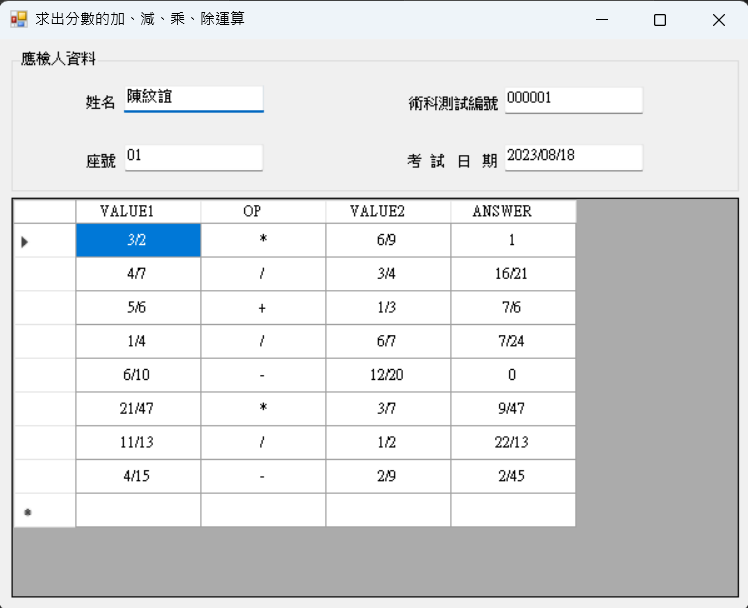 求出分數的加、減、乘、除運算
應檢人資料
姓名 陳紋誼 術科測試編號 000001
座號 01 考 試 日 期 2023/08/18
VALUE1 OP VALUE2 ANSWER
3/2 * 6/9 1
4/7 / 3/4 16/21
5/6 + 1/3 7/6
1/4 / 6/7 7/24
6/10 - 12/20 0
21/47 * 3/7 9/47
11/13 / 1/2 22/13
4/15 - 2/9 2/45